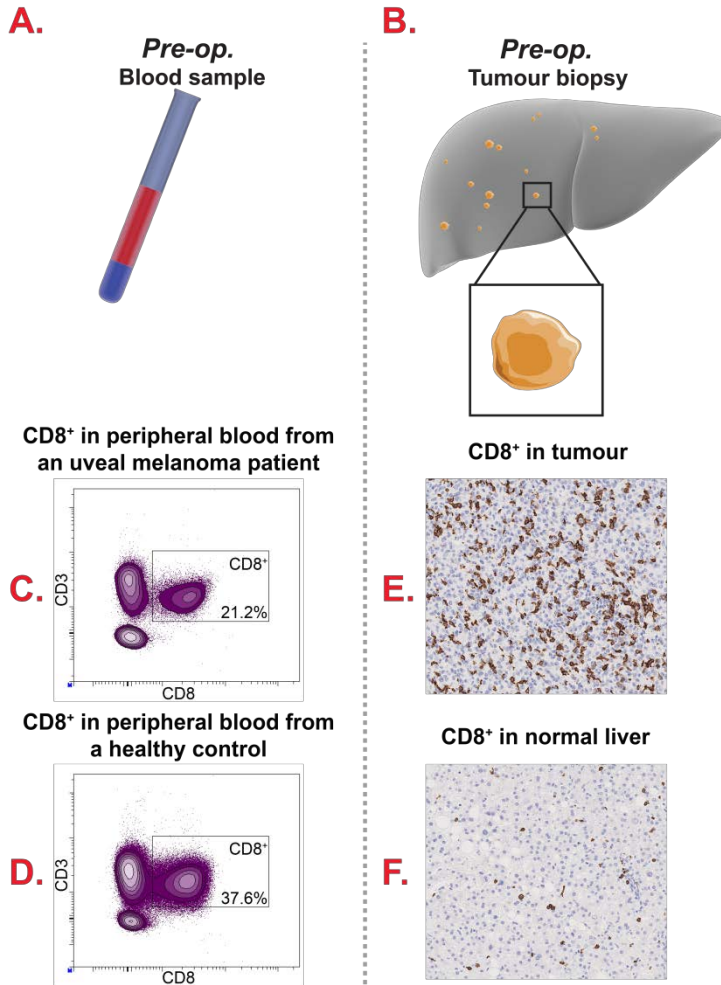 A.
Pre-op.
Blood sample
B.
Pre-op.
Tumour biopsy
CD8⁺ in peripheral blood from
an uveal melanoma patient
C.
CD3
CD8⁺
21.2%
CD8
CD8⁺ in peripheral blood from
a healthy control
D.
CD3
CD8⁺
37.6%
CD8
CD8⁺ in tumour
E.
CD8⁺ in normal liver
F.